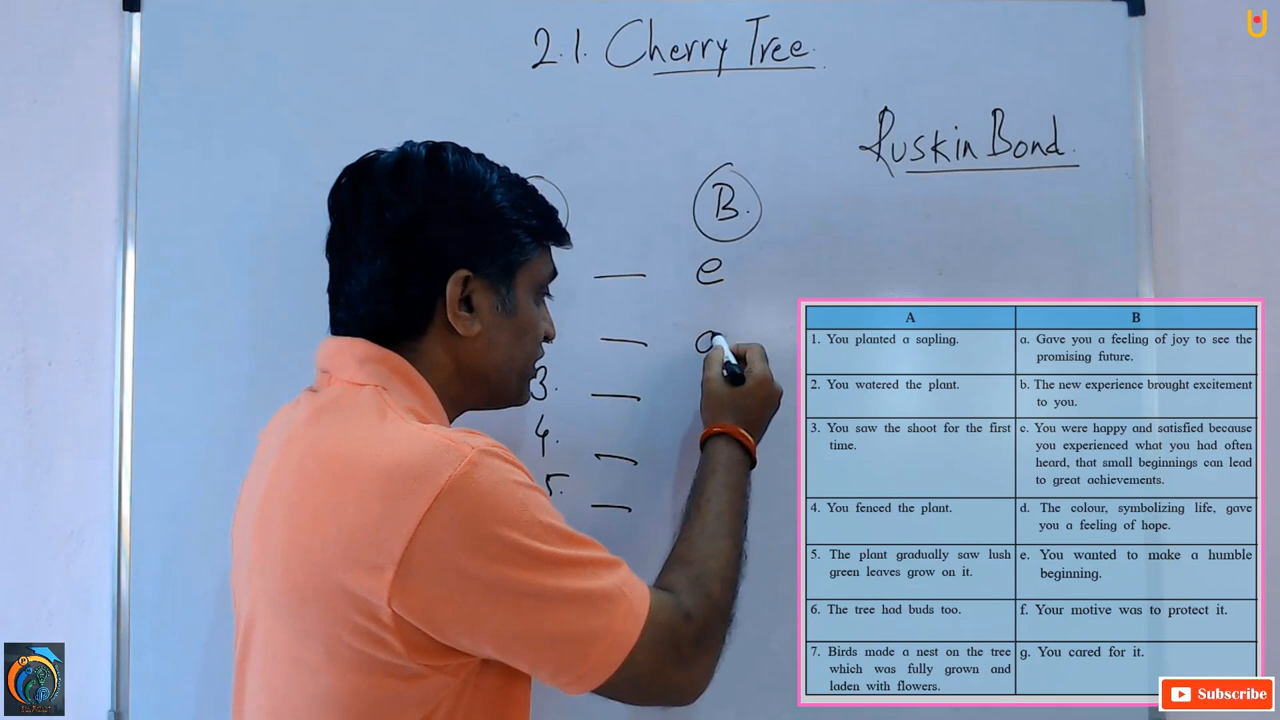 2.1. Cherry Tree.
Ruskin Bond.
B.
e
3.
4.
5.
A B
1. You planted a sapling. a. Gave you a feeling of joy to see the
promising future.
2. You watered the plant. b. The new experience brought excitement
to you.
3. You saw the shoot for the first c. You were happy and satisfied because
time. you experienced what you had often
heard, that small beginnings can lead
to great achievements.
4. You fenced the plant. d. The colour, symbolizing life, gave
you a feeling of hope.
5. The plant gradually saw lush e. You wanted to make a humble
green leaves grow on it. beginning.
6. The tree had buds too. f. Your motive was to protect it.
7. Birds made a nest on the tree g. You cared for it.
which was fully grown and
laden with flowers.
Subscribe